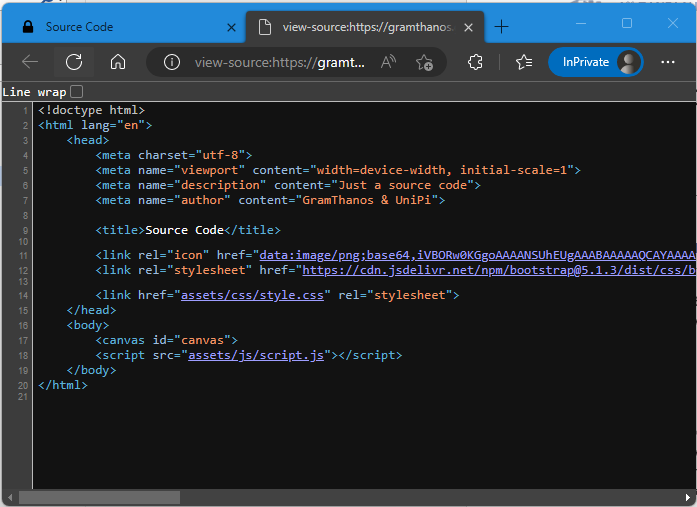 Source Code
view-source:https://gramthanos.
view-source:https://gramt...
InPrivate
Line wrap
1 <!doctype html>
2 <html lang="en">
3 <head>
4 <meta charset="utf-8">
5 <meta name="viewport" content="width=device-width, initial-scale=1">
6 <meta name="description" content="Just a source code">
7 <meta name="author" content="GramThanos & UniPi">
8
9 <title>Source Code</title>
10
11 <link rel="icon" href="data:image/png;base64,iVBORw0KGgoAAAANSUhEUgAAABAAAAAQCAYAAAA
12 <link rel="stylesheet" href="https://cdn.jsdelivr.net/npm/bootstrap@5.1.3/dist/css/b
13
14 <link href="assets/css/style.css" rel="stylesheet">
15 </head>
16 <body>
17 <canvas id="canvas">
18 <script src="assets/js/script.js"></script>
19 </body>
20 </html>
21